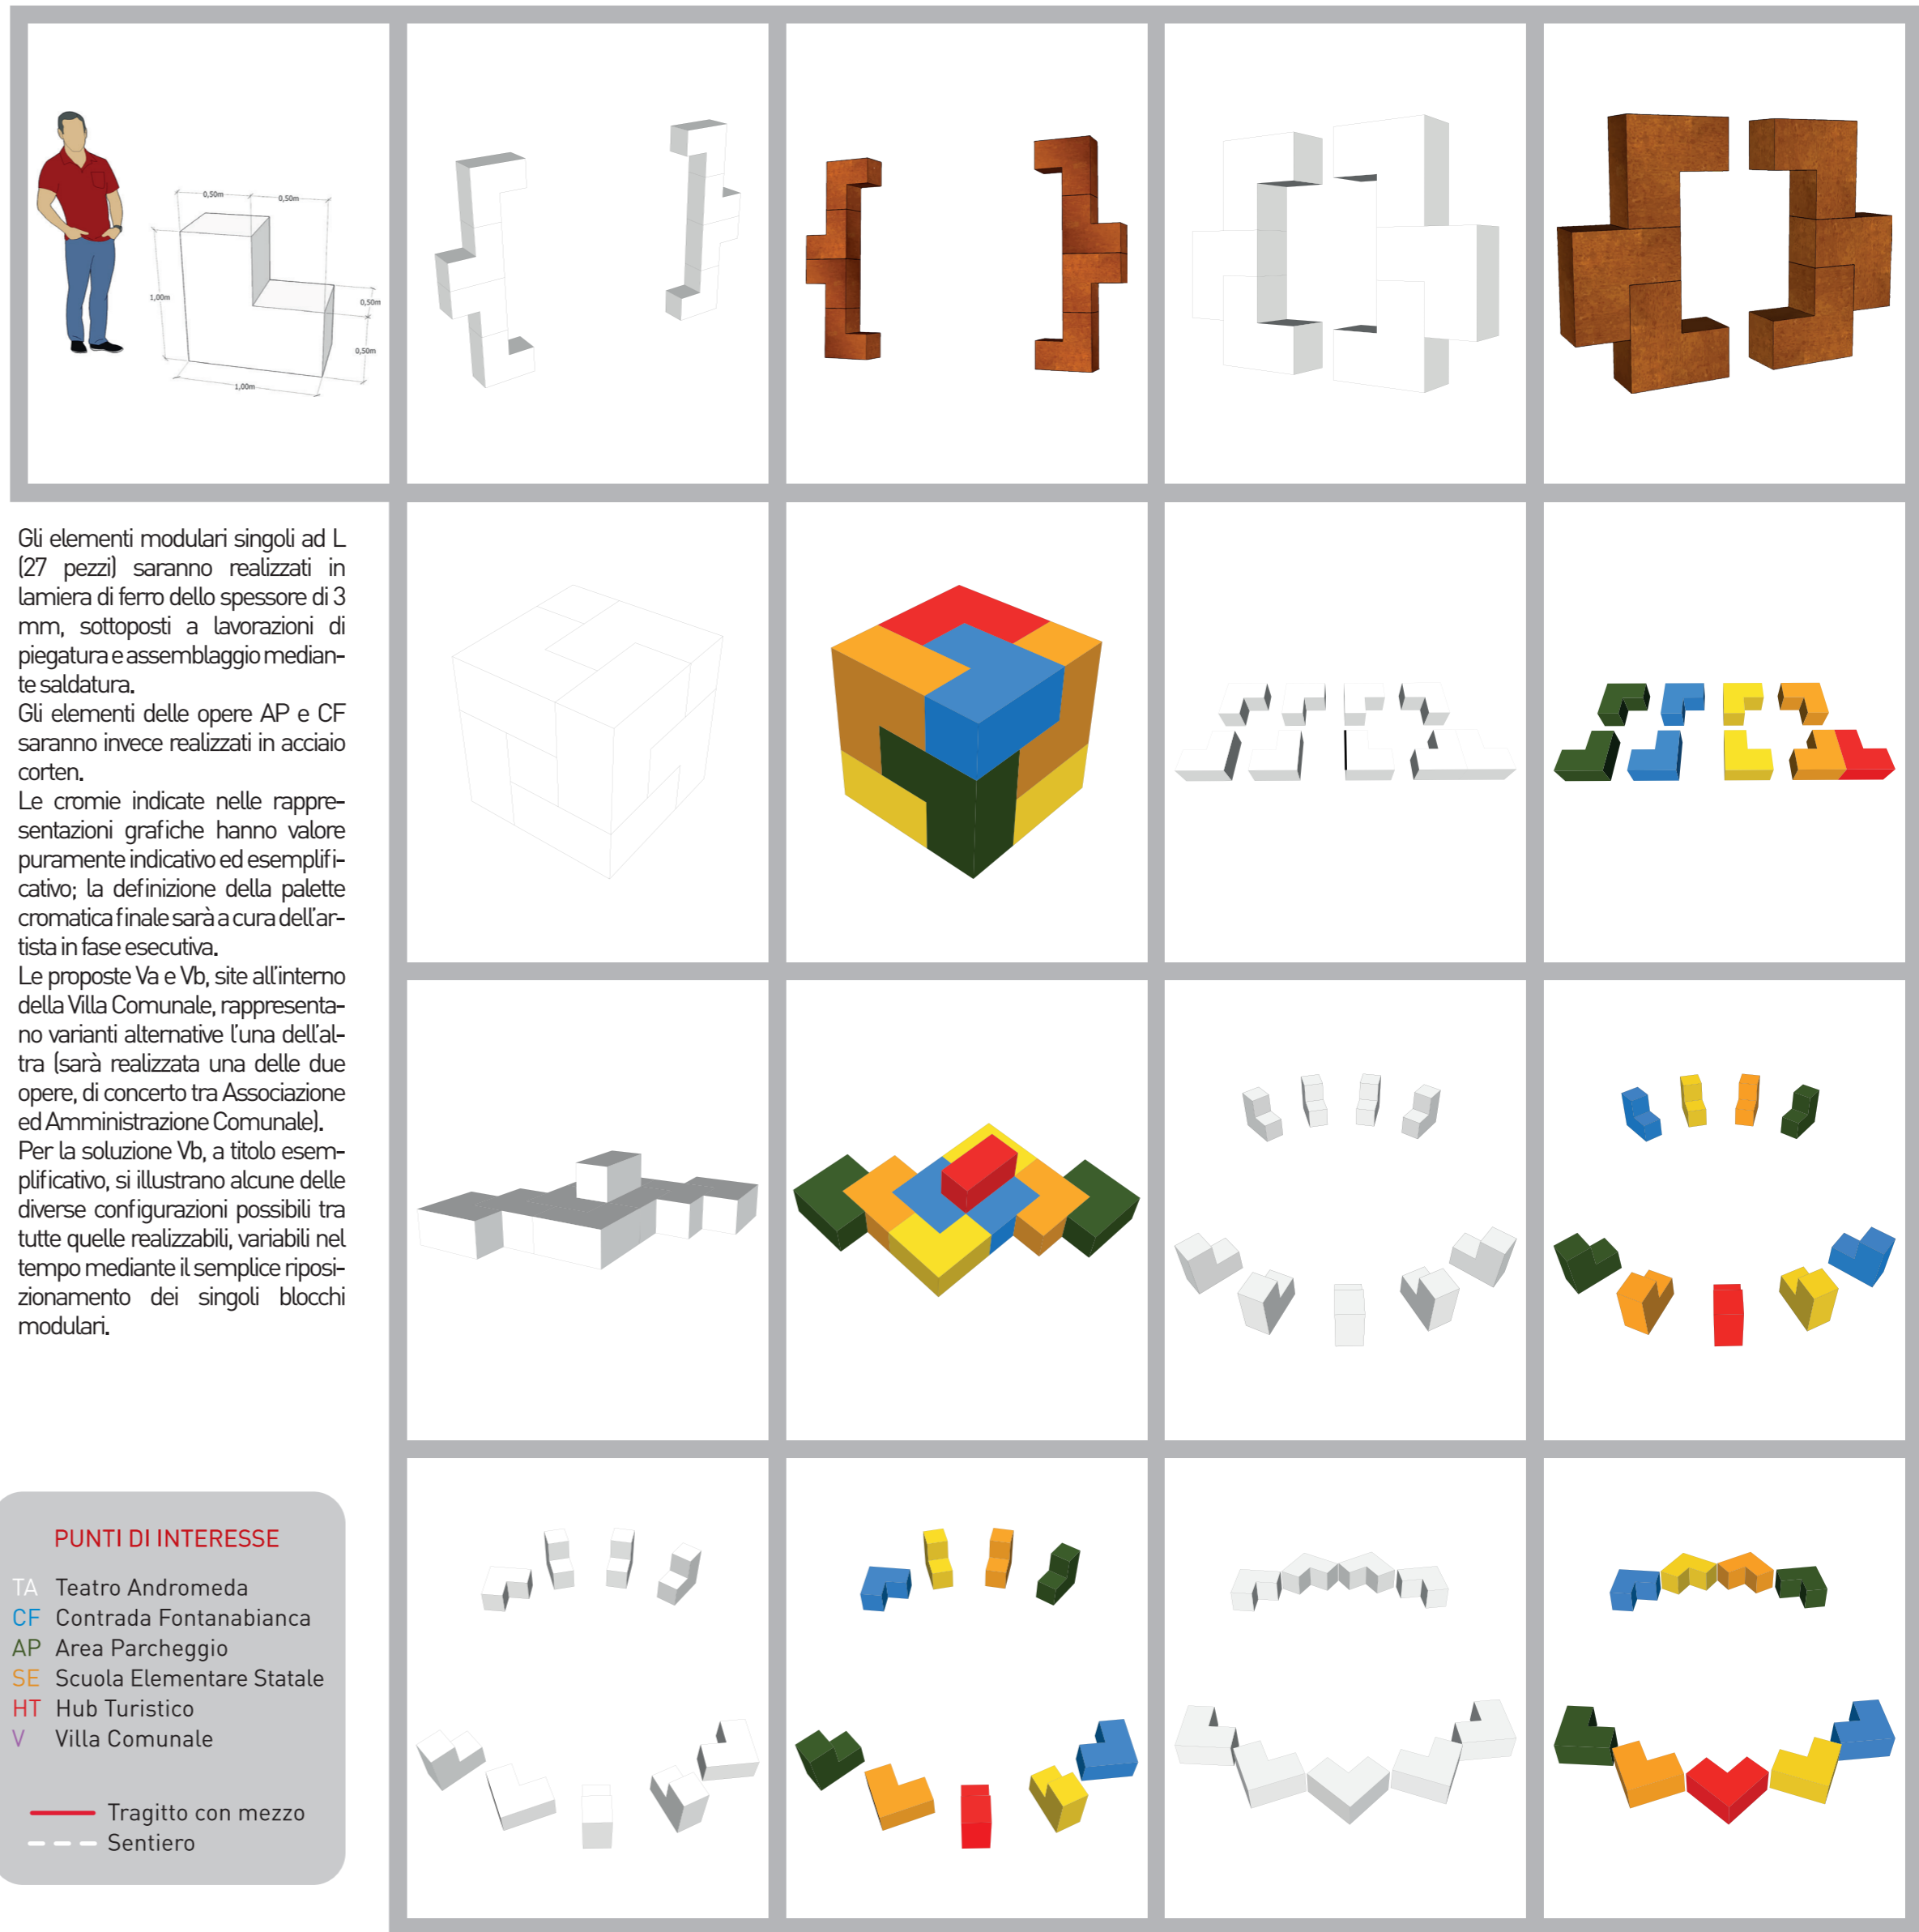 0,50m
0,50m
1,00m
0,50m
0,50m
1,00m
Gli elementi modulari singoli ad L
(27 pezzi) saranno realizzati in
lamiera di ferro dello spessore di 3
mm, sottoposti a lavorazioni di
piegatura e assemblaggio median-
te saldatura.
Gli elementi delle opere AP e CF
saranno invece realizzati in acciaio
corten.
Le cromie indicate nelle rappre-
sentazioni grafiche hanno valore
puramente indicativo ed esemplifi-
cativo; la definizione della palette
cromatica finale sarà a cura dell'ar-
tista in fase esecutiva.
Le proposte Va e Vb, site all'interno
della Villa Comunale, rappresenta-
no varianti alternative l'una dell'al-
tra (sarà realizzata una delle due
opere, di concerto tra Associazione
ed Amministrazione Comunale).
Per la soluzione Vb, a titolo esem-
plificativo, si illustrano alcune delle
diverse configurazioni possibili tra
tutte quelle realizzabili, variabili nel
tempo mediante il semplice riposi-
zionamento dei singoli blocchi
modulari.
PUNTI DI INTERESSE
TA Teatro Andromeda
CF Contrada Fontanabianca
AP Area Parcheggio
SE Scuola Elementare Statale
HT Hub Turistico
V Villa Comunale
Tragitto con mezzo
Sentiero